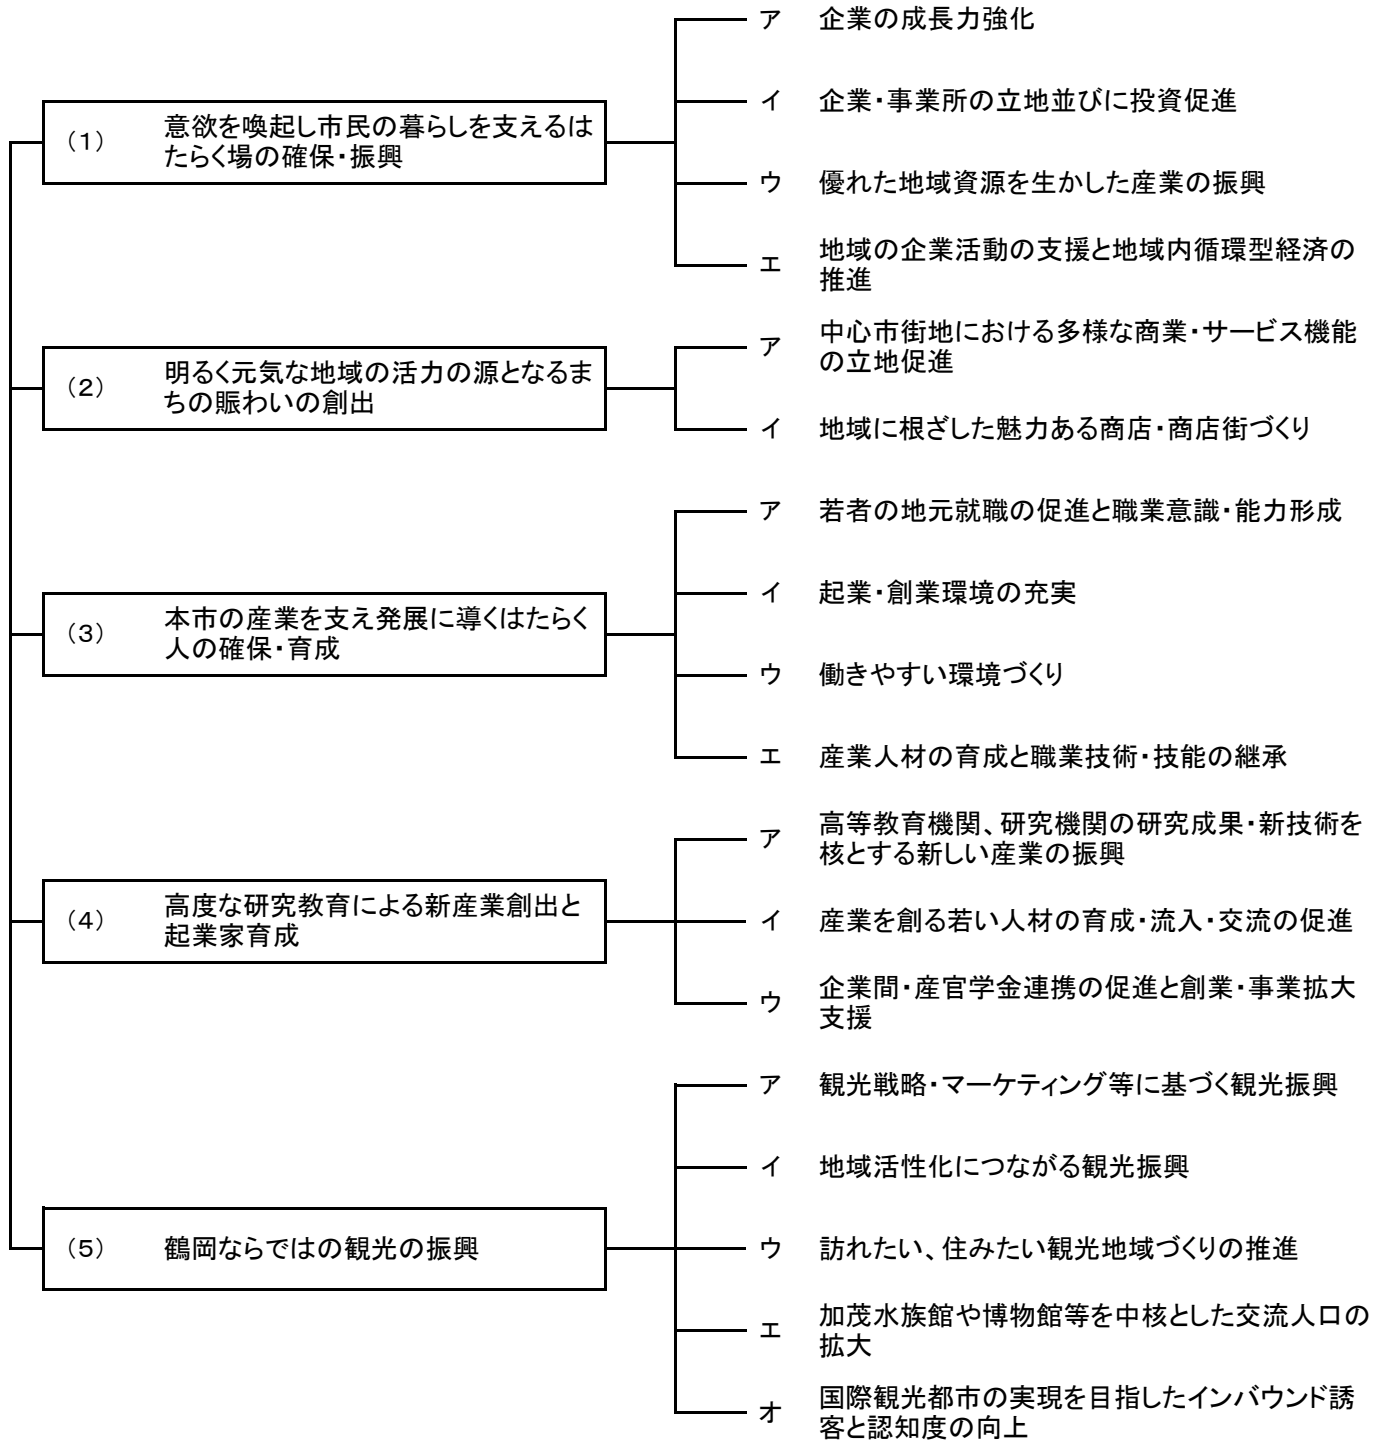 (1) 意欲を喚起し市民の暮らしを支えるは
たらく場の確保・振興
ア 企業の成長力強化
イ 企業・事業所の立地並びに投資促進
ウ 優れた地域資源を生かした産業の振興
エ 地域の企業活動の支援と地域内循環型経済の
推進
(2) 明るく元気な地域の活力の源となるま
ちの賑わいの創出
ア 中心市街地における多様な商業・サービス機能
の立地促進
イ 地域に根ざした魅力ある商店・商店街づくり
(3) 本市の産業を支え発展に導くはたらく
人の確保・育成
ア 若者の地元就職の促進と職業意識・能力形成
イ 起業・創業環境の充実
ウ 働きやすい環境づくり
エ 産業人材の育成と職業技術・技能の継承
(4) 高度な研究教育による新産業創出と
起業家育成
ア 高等教育機関、研究機関の研究成果・新技術を
核とする新しい産業の振興
イ 産業を創る若い人材の育成・流入・交流の促進
ウ 企業間・産官学金連携の促進と創業・事業拡大
支援
(5) 鶴岡ならではの観光の振興
ア 観光戦略・マーケティング等に基づく観光振興
イ 地域活性化につながる観光振興
ウ 訪れたい、住みたい観光地域づくりの推進
エ 加茂水族館や博物館等を中核とした交流人口の
拡大
オ 国際観光都市の実現を目指したインバウンド誘
客と認知度の向上